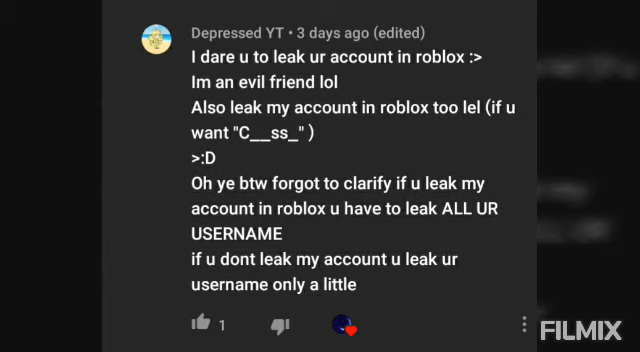 Depressed YT • 3 days ago (edited)
I dare u to leak ur account in roblox :>
Im an evil friend lol
Also leak my account in roblox too lel (if u
want "C__ss_" )
>:D
Oh ye btw forgot to clarify if u leak my
account in roblox u have to leak ALL UR
USERNAME
if u dont leak my account u leak ur
username only a little
1
FILMIX